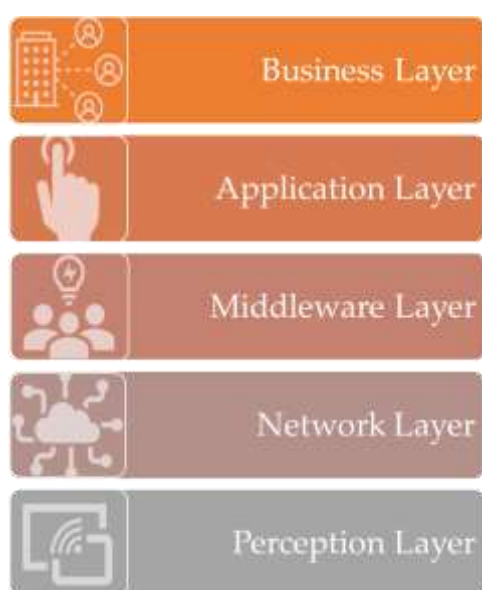 Business Layer
Application Layer
Middleware Layer
Network Layer
Perception Layer